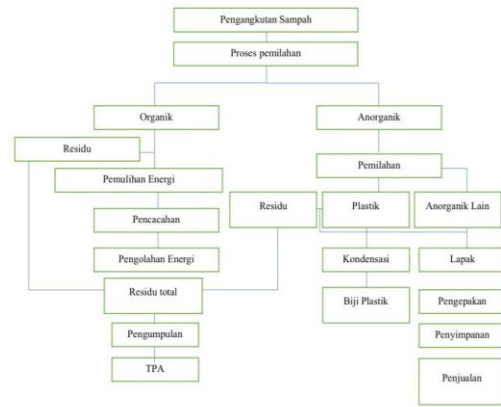 Pengangkutan Sampah
Proses pemilahan
Organik
Anorganik
Residu
Pemilahan
Pemulihan Energi
Residu
Plastik
Anorganik Lain
Pencacahan
Pengolahan Energi
Kondensasi
Lapak
Residu total
Biji Plastik
Pengepakan
Pengumpulan
Penyimpanan
TPA
Penjualan